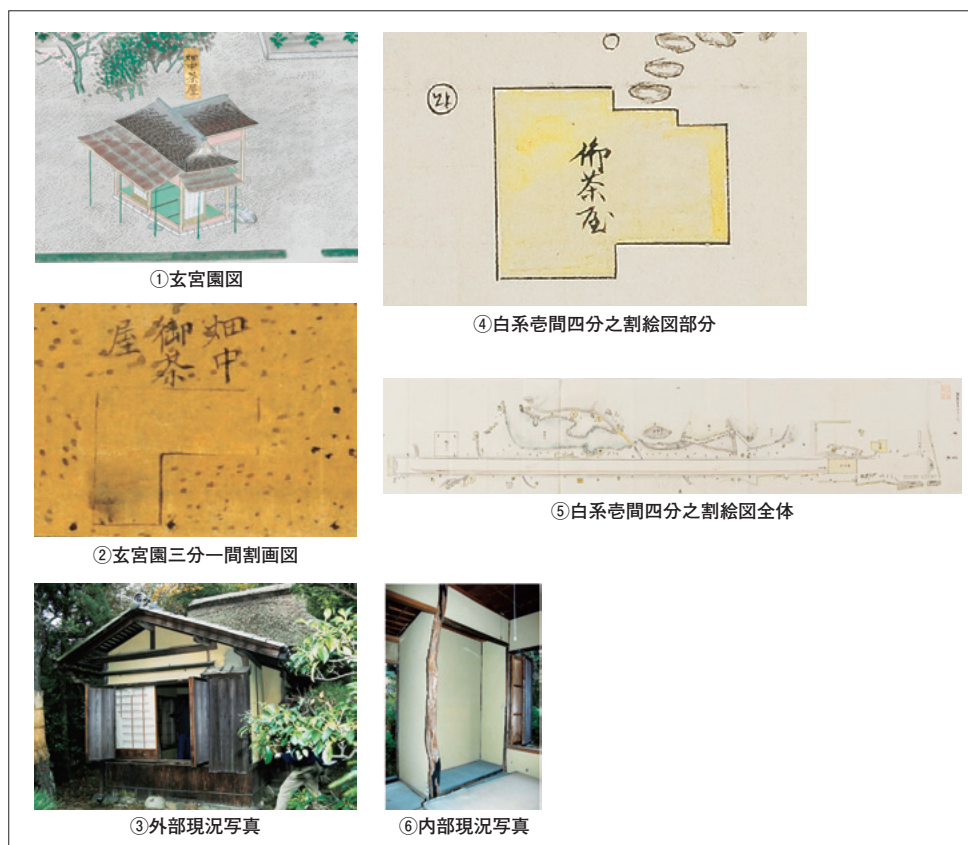 畑中茶屋
①玄宮園図
畑中
御茶
屋
②玄宮園三分一間割画図
③外部現況写真
御茶屋
④白系壱間四分之割絵図部分
⑤白系壱間四分之割絵図全体
⑥内部現況写真